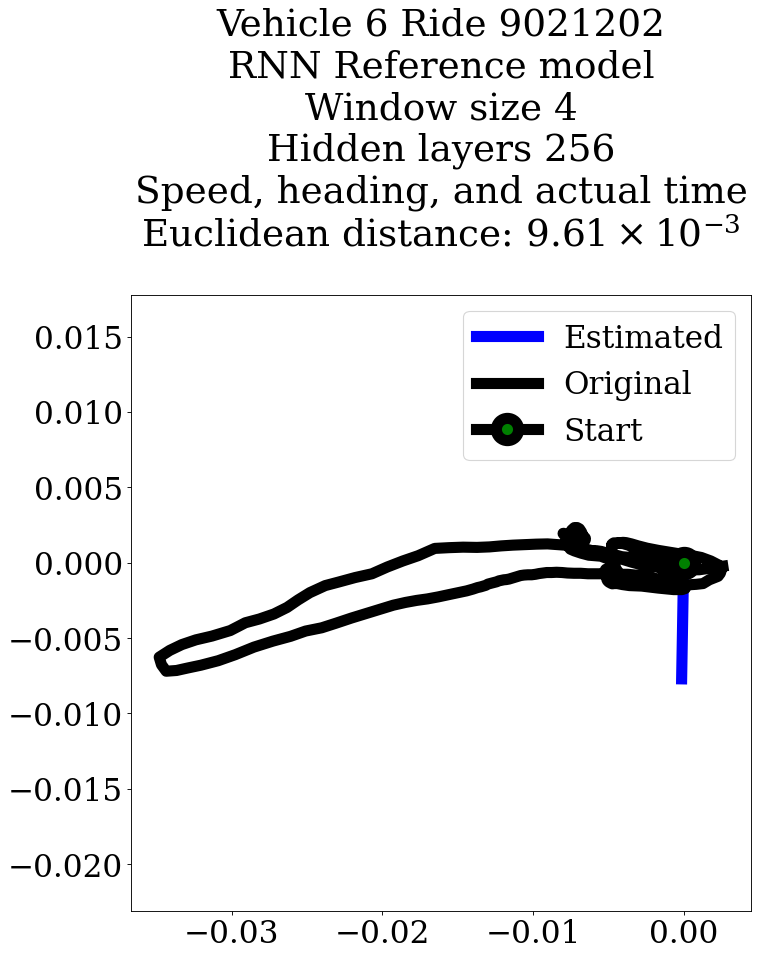 Vehicle 6 Ride 9021202
RNN Reference model
Window size 4
Hidden layers 256
Speed, heading, and actual time
Euclidean distance: 9.61 × 10⁻³
Estimated
Original
Start
0.015
0.010
0.005
0.000
−0.005
−0.010
−0.015
−0.020
−0.03
−0.02
−0.01
0.00